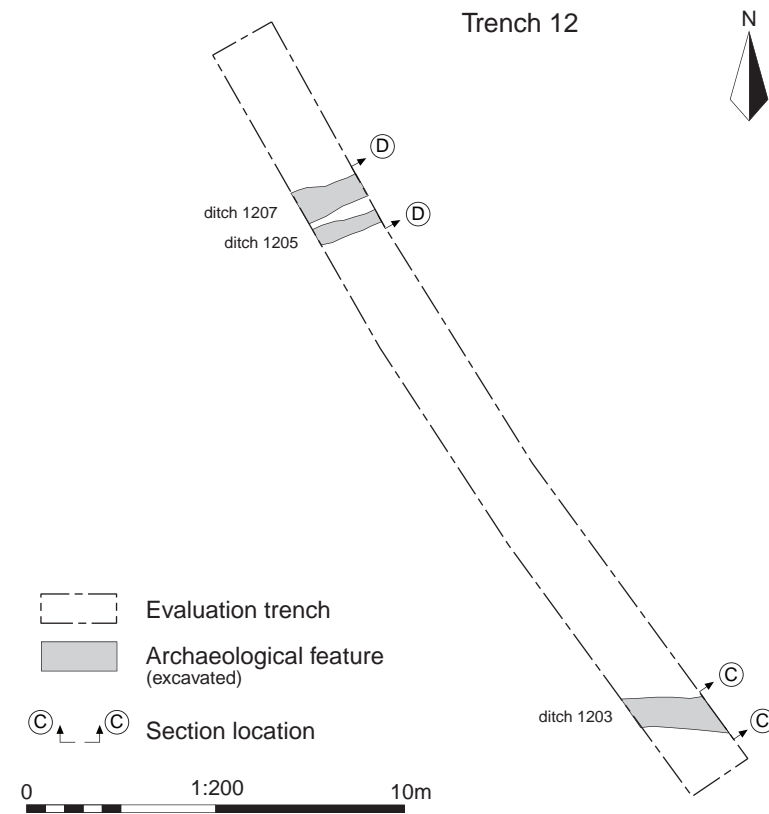 Trench 12
N
D
D
ditch 1207
ditch 1205
C
C
ditch 1203
Evaluation trench
Archaeological feature
(excavated)
C C Section location
0 1:200 10m